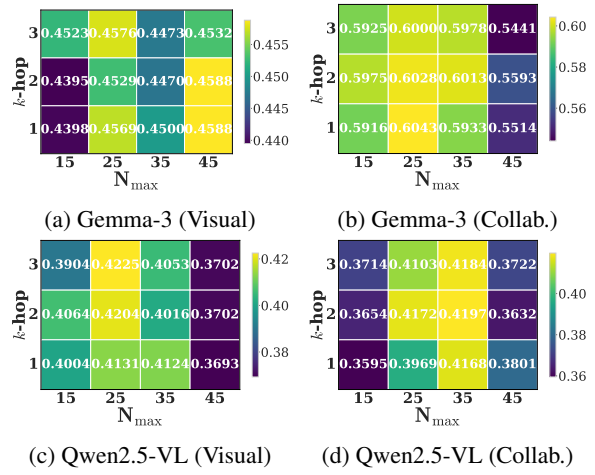 3 0.4523 0.4576 0.4473 0.4532
2 0.4395 0.4529 0.4470 0.4588
1 0.4398 0.4569 0.4500 0.4588
k-hop
15 25 35 45
N_max
0.455
0.450
0.445
0.440
(a) Gemma-3 (Visual)
3 0.5925 0.6000 0.5978 0.5441
2 0.5975 0.6028 0.6013 0.5593
1 0.5916 0.6043 0.5933 0.5514
k-hop
15 25 35 45
N_max
0.60
0.58
0.56
(b) Gemma-3 (Collab.)
3 0.3904 0.4225 0.4053 0.3702
2 0.4064 0.4204 0.4016 0.3702
1 0.4004 0.4131 0.4124 0.3693
k-hop
15 25 35 45
N_max
0.42
0.40
0.38
(c) Qwen2.5-VL (Visual)
3 0.3714 0.4103 0.4184 0.3722
2 0.3654 0.4172 0.4197 0.3632
1 0.3595 0.3969 0.4168 0.3801
k-hop
15 25 35 45
N_max
0.40
0.38
0.36
(d) Qwen2.5-VL (Collab.)